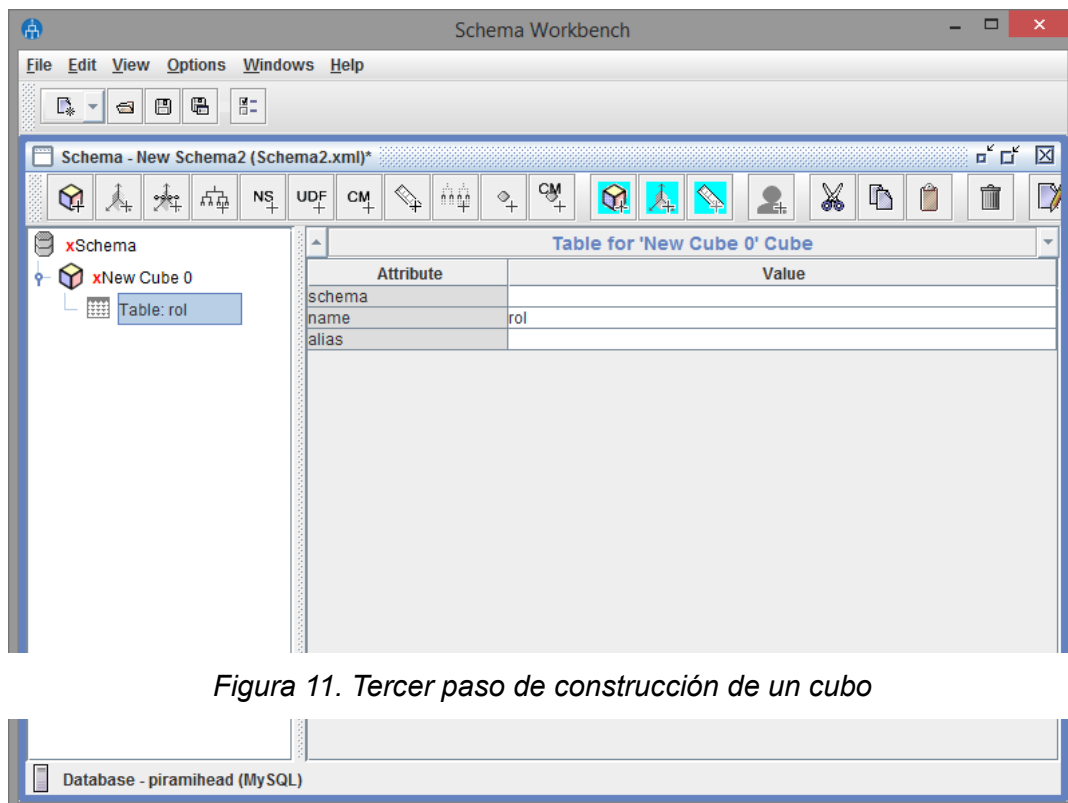 Schema Workbench
File Edit View Options Windows Help
Schema - New Schema2 (Schema2.xml)*
NS UDF CM CM
xSchema
xNew Cube 0
Table: rol
Table for 'New Cube 0' Cube
Attribute Value
schema
name rol
alias
Figura 11. Tercer paso de construcción de un cubo
Database - piramihead (MySQL)